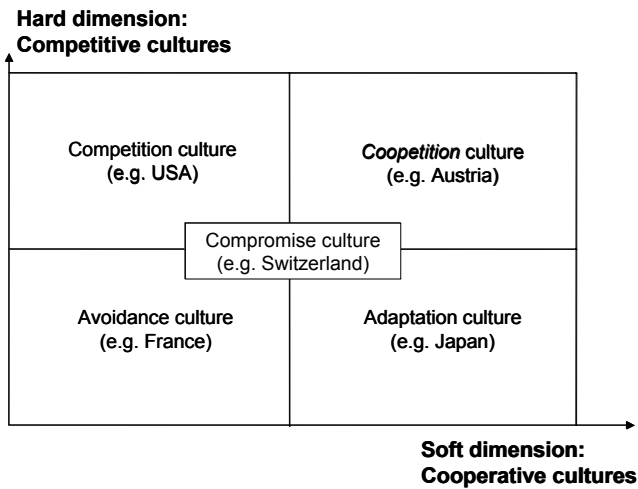 Hard dimension:
Competitive cultures
Competition culture
(e.g. USA)
Coopetition culture
(e.g. Austria)
Compromise culture
(e.g. Switzerland)
Avoidance culture
(e.g. France)
Adaptation culture
(e.g. Japan)
Soft dimension:
Cooperative cultures